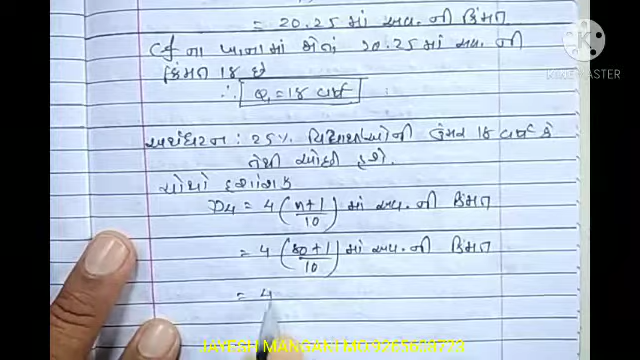 = 20.25 માં અવ. ની કિંમત
Cf ના ખાનામાં જોતાં 20.25 માં અવ. ની
કિંમત 18 છે
∴ Q₁ = 18 વર્ષ
અર્થઘટન : 25% વિદ્યાર્થીઓની ઉંમર 18 વર્ષ કે
તેથી ઓછી હશે.
ચોથો દશાંશક
D4 = 4 (n+1/10) માં અવ. ની કિંમત
= 4 (80+1/10) માં અવ. ની કિંમત
= 4
KINEMASTER
JAYESH MANGAKI MO